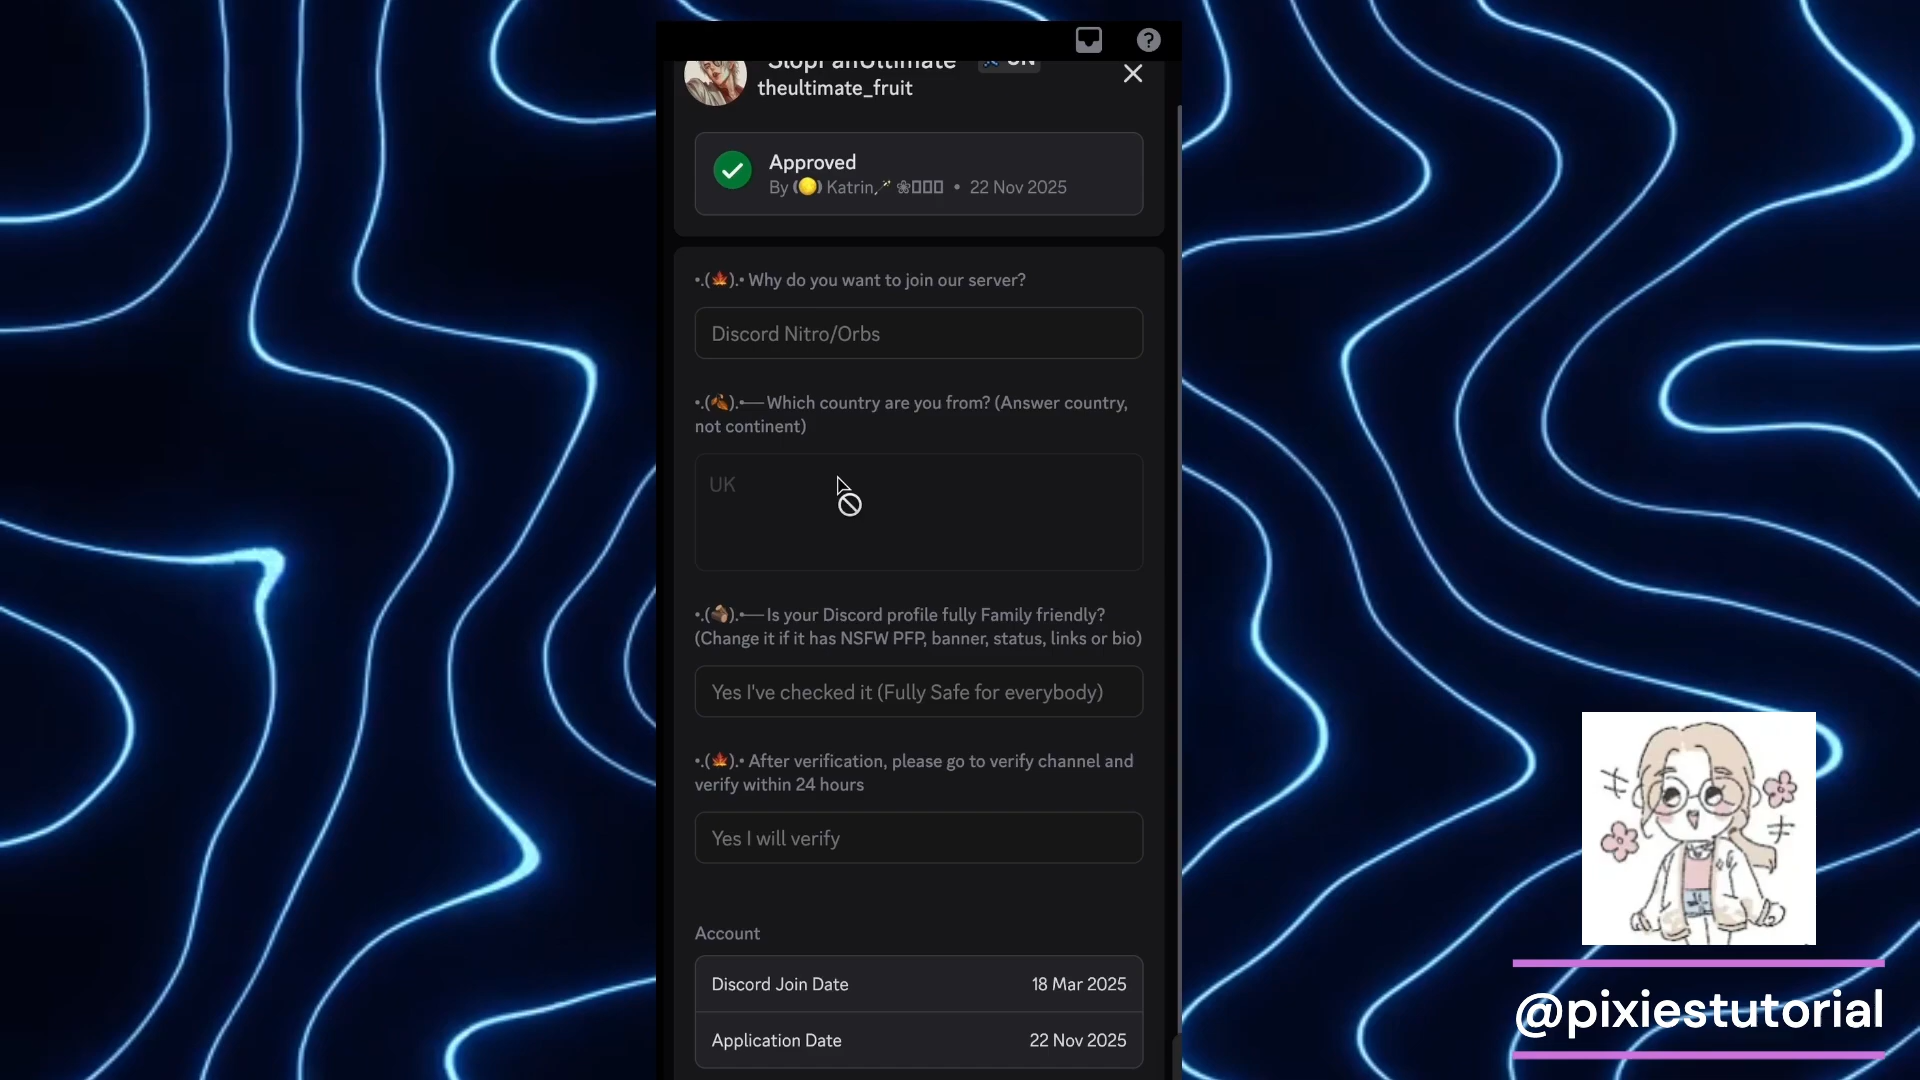 SlopFanUltimate
theultimate_fruit
Approved
By Katrin • 22 Nov 2025
•.(🍁).• Why do you want to join our server?
Discord Nitro/Orbs
•.(🍂).•── Which country are you from? (Answer country,
not continent)
UK
•.(🪵).•── Is your Discord profile fully Family friendly?
(Change it if it has NSFW PFP, banner, status, links or bio)
Yes I've checked it (Fully Safe for everybody)
•.(🍁).• After verification, please go to verify channel and
verify within 24 hours
Yes I will verify
Account
Discord Join Date 18 Mar 2025
Application Date 22 Nov 2025
@pixiestutorial